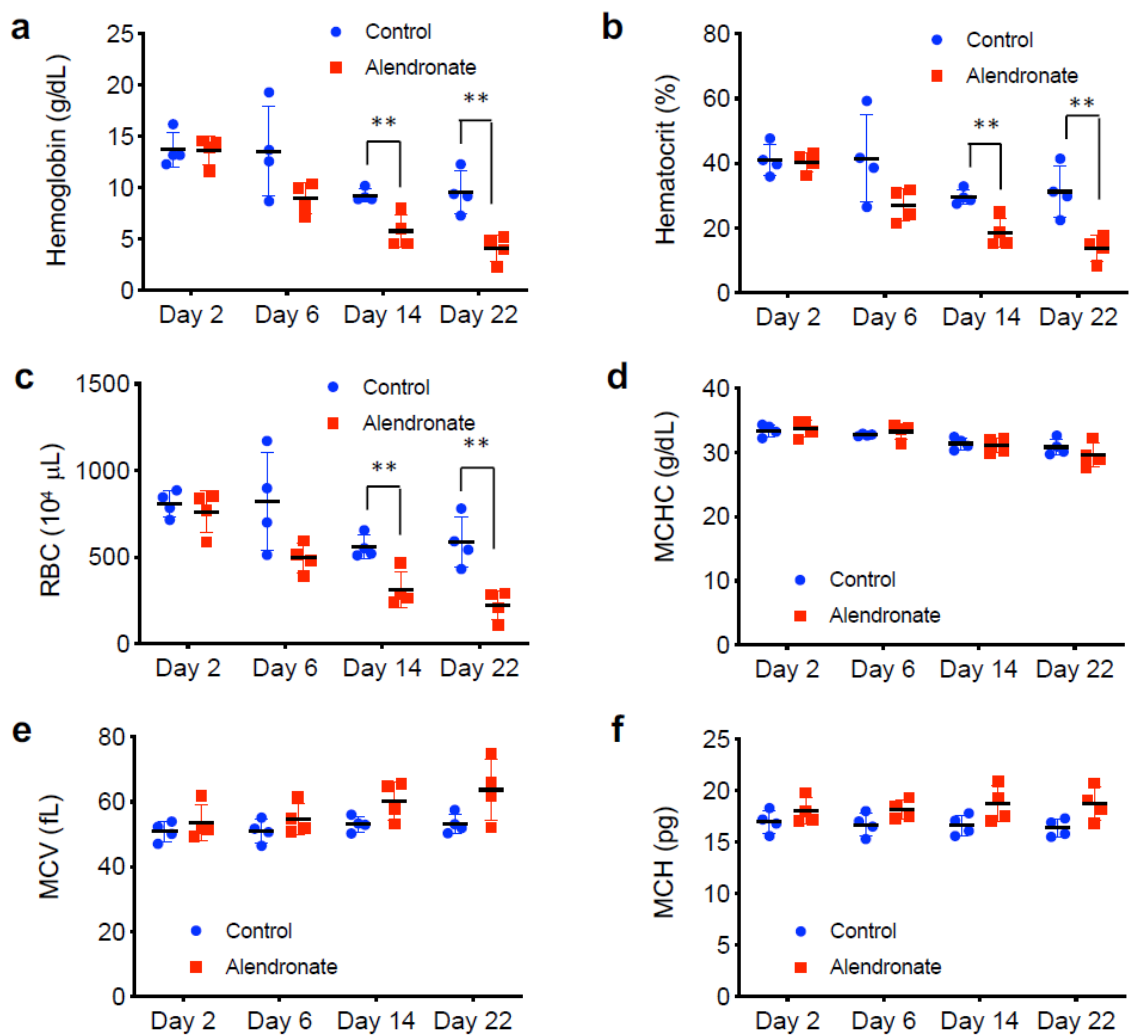 a
Hemoglobin (g/dL)
25
20
15
10
5
0
Control
Alendronate
**
**
Day 2 Day 6 Day 14 Day 22
b
Hematocrit (%)
80
60
40
20
0
Control
Alendronate
**
**
Day 2 Day 6 Day 14 Day 22
c
RBC (10⁴ μL)
1500
1000
500
0
Control
Alendronate
**
**
Day 2 Day 6 Day 14 Day 22
d
MCHC (g/dL)
40
30
20
10
0
Control
Alendronate
Day 2 Day 6 Day 14 Day 22
e
MCV (fL)
80
60
40
20
0
Control
Alendronate
Day 2 Day 6 Day 14 Day 22
f
MCH (pg)
25
20
15
10
5
0
Control
Alendronate
Day 2 Day 6 Day 14 Day 22